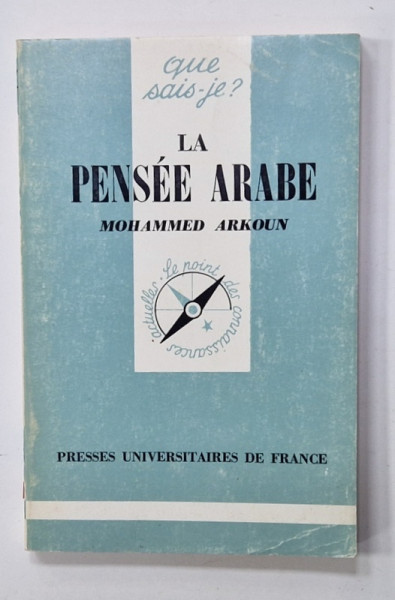 que
sais-je?
LA
PENSÉE ARABE
MOHAMMED ARKOUN
Le point des connaissances actuelles
PRESSES UNIVERSITAIRES DE FRANCE